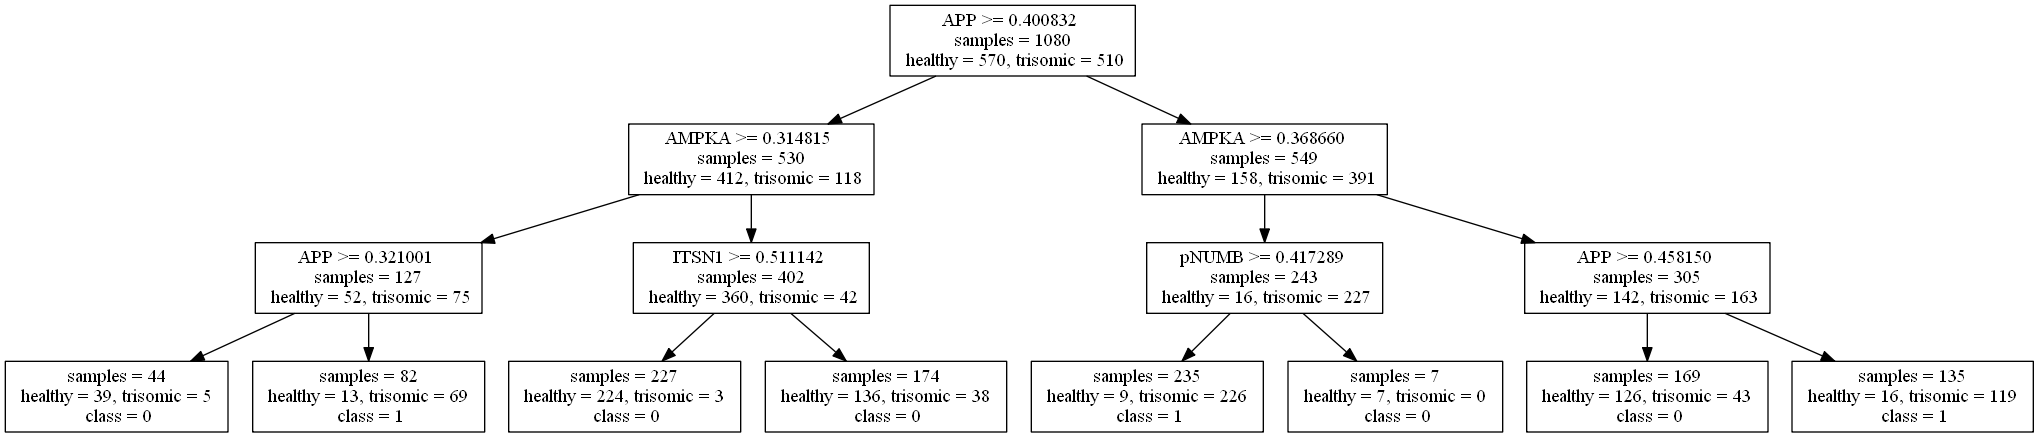 APP >= 0.400832
samples = 1080
healthy = 570, trisomic = 510
AMPKA >= 0.314815
samples = 530
healthy = 412, trisomic = 118
AMPKA >= 0.368660
samples = 549
healthy = 158, trisomic = 391
APP >= 0.321001
samples = 127
healthy = 52, trisomic = 75
ITSN1 >= 0.511142
samples = 402
healthy = 360, trisomic = 42
pNUMB >= 0.417289
samples = 243
healthy = 16, trisomic = 227
APP >= 0.458150
samples = 305
healthy = 142, trisomic = 163
samples = 44
healthy = 39, trisomic = 5
class = 0
samples = 82
healthy = 13, trisomic = 69
class = 1
samples = 227
healthy = 224, trisomic = 3
class = 0
samples = 174
healthy = 136, trisomic = 38
class = 0
samples = 235
healthy = 9, trisomic = 226
class = 1
samples = 7
healthy = 7, trisomic = 0
class = 0
samples = 169
healthy = 126, trisomic = 43
class = 0
samples = 135
healthy = 16, trisomic = 119
class = 1